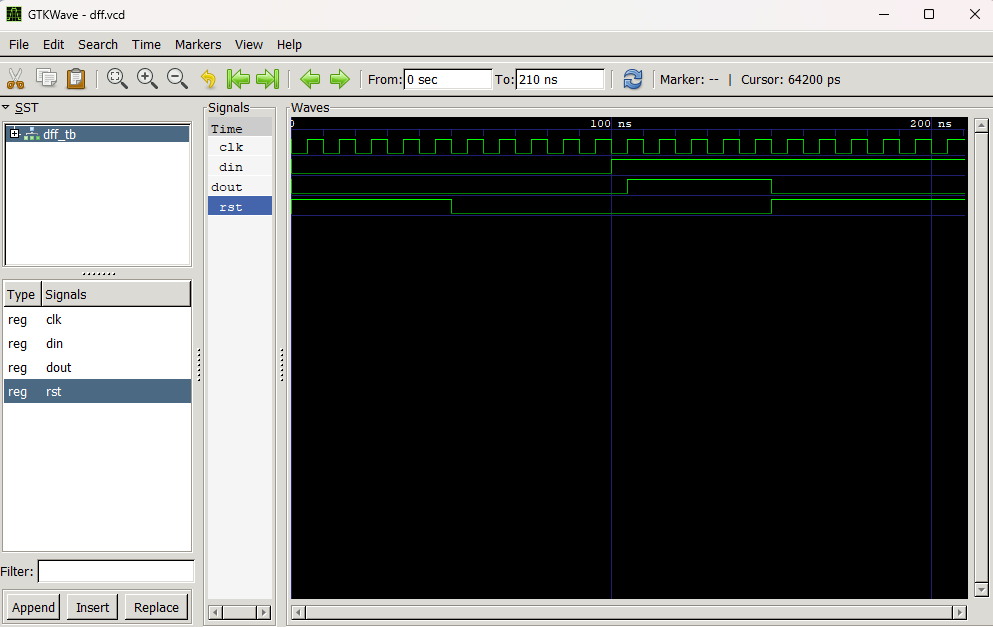 GTKWave - dff.vcd
File Edit Search Time Markers View Help
From: 0 sec To: 210 ns Marker: -- | Cursor: 64200 ps
SST
dff_tb
Type Signals
reg clk
reg din
reg dout
reg rst
Filter:
Append Insert Replace
Signals
Time
clk
din
dout
rst
Waves
0 100 ns 200 ns